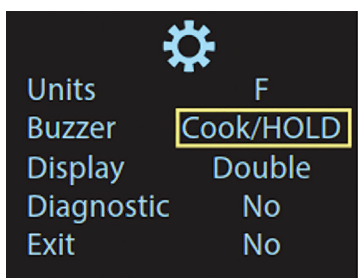 Units F
Buzzer Cook/HOLD
Display Double
Diagnostic No
Exit No